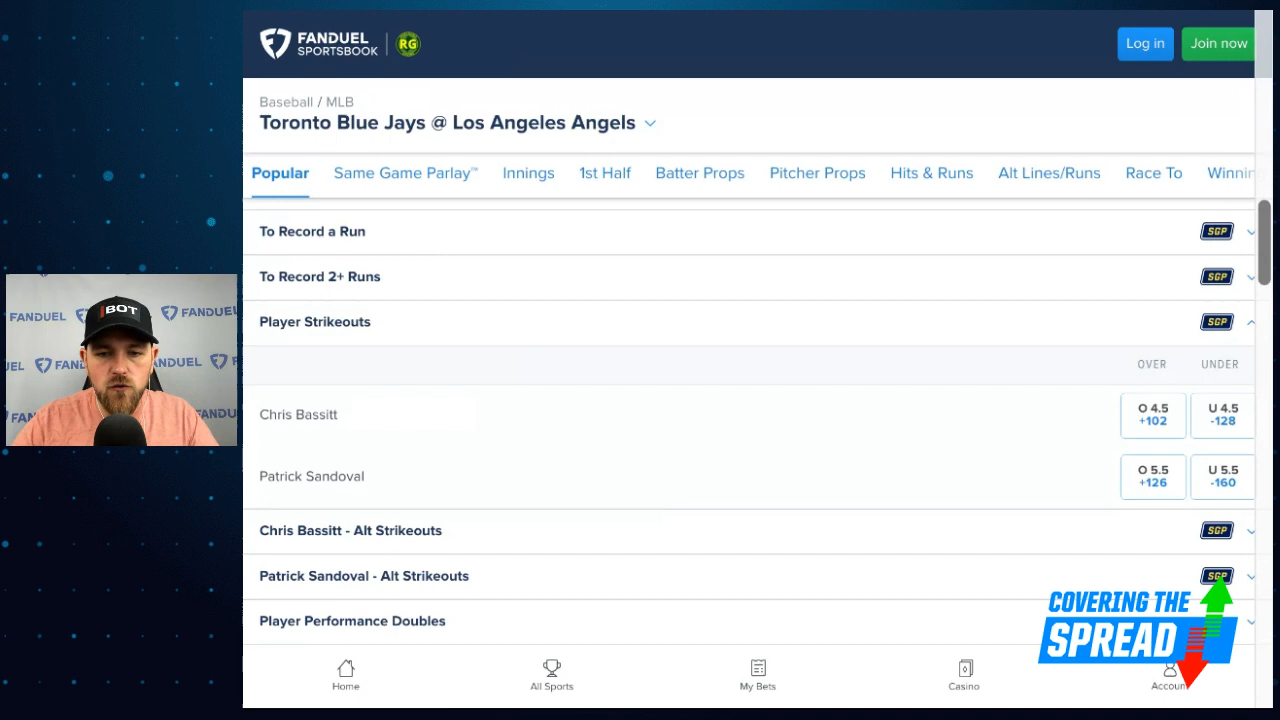 FANDUEL
SPORTSBOOK
RG
Log in
Join now
Baseball / MLB
Toronto Blue Jays @ Los Angeles Angels
Popular
Same Game Parlay™
Innings
1st Half
Batter Props
Pitcher Props
Hits & Runs
Alt Lines/Runs
Race To
Winnin
To Record a Run
SGP
To Record 2+ Runs
SGP
Player Strikeouts
SGP
OVER
UNDER
Chris Bassitt
O 4.5
+102
U 4.5
-128
Patrick Sandoval
O 5.5
+126
U 5.5
-160
Chris Bassitt - Alt Strikeouts
SGP
Patrick Sandoval - Alt Strikeouts
SGP
Player Performance Doubles
Home
All Sports
My Bets
Casino
Accoun
COVERING THE
SPREAD
BOT
FANDUEL
FANDUEL